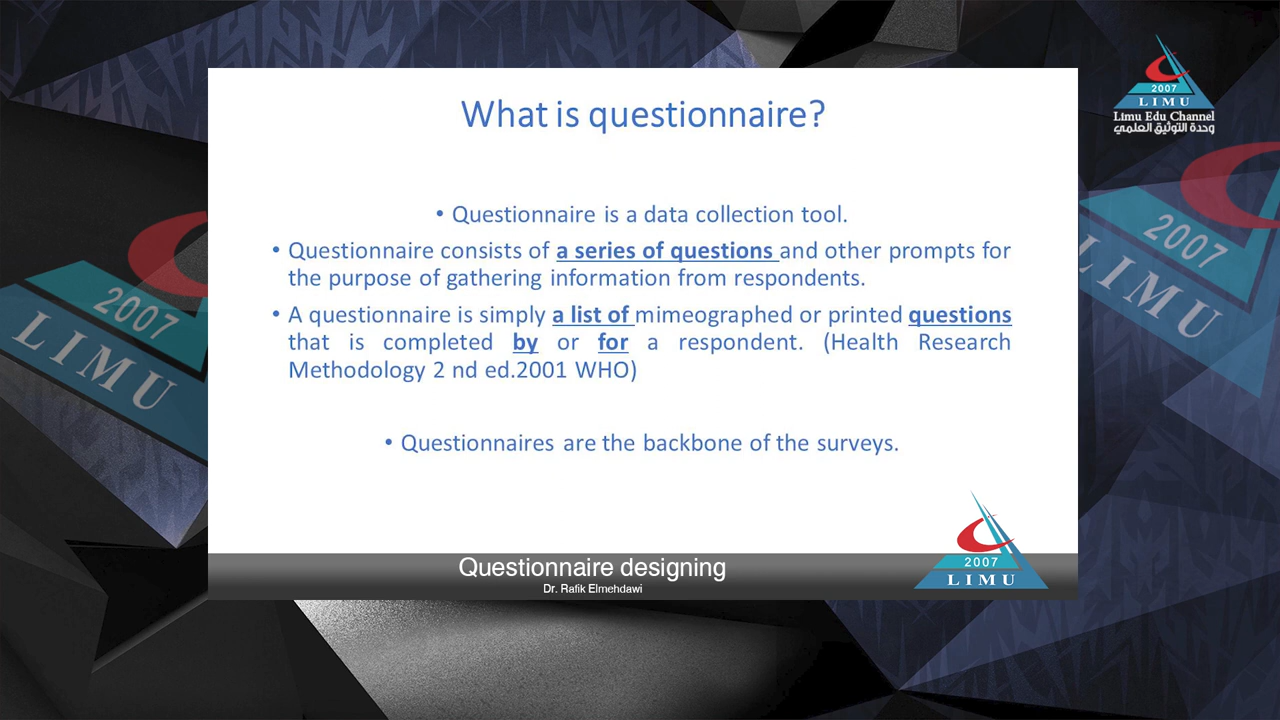 What is questionnaire?
• Questionnaire is a data collection tool.
• Questionnaire consists of a series of questions and other prompts for
the purpose of gathering information from respondents.
• A questionnaire is simply a list of mimeographed or printed questions
that is completed by or for a respondent. (Health Research
Methodology 2 nd ed.2001 WHO)
• Questionnaires are the backbone of the surveys.
Questionnaire designing
Dr. Rafik Elmehdawi
2007
LIMU
2007
LIMU
Limu Edu Channel
وحدة التوثيق العلمي
2007
LIMU
2007
LIMU